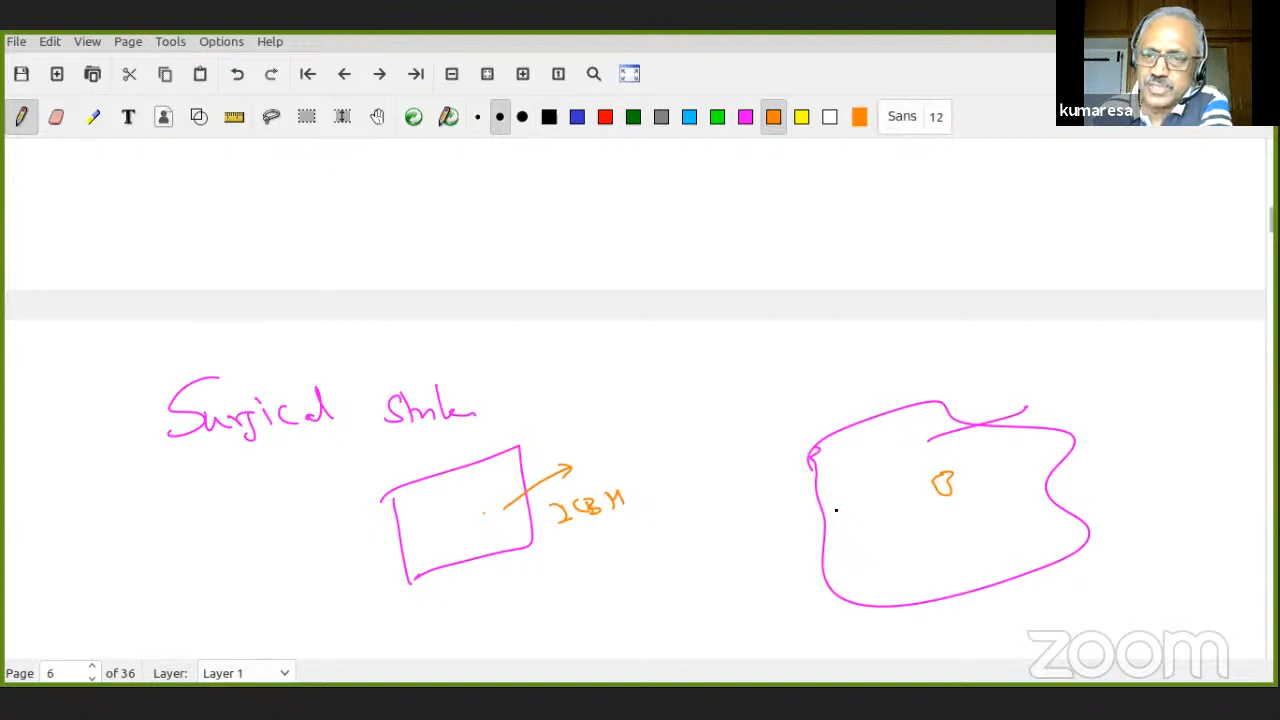 File Edit View Page Tools Options Help
kumaresa
Sans 12
Surgical strike
ICBM
zoom
Page 6 of 36 Layer: Layer 1